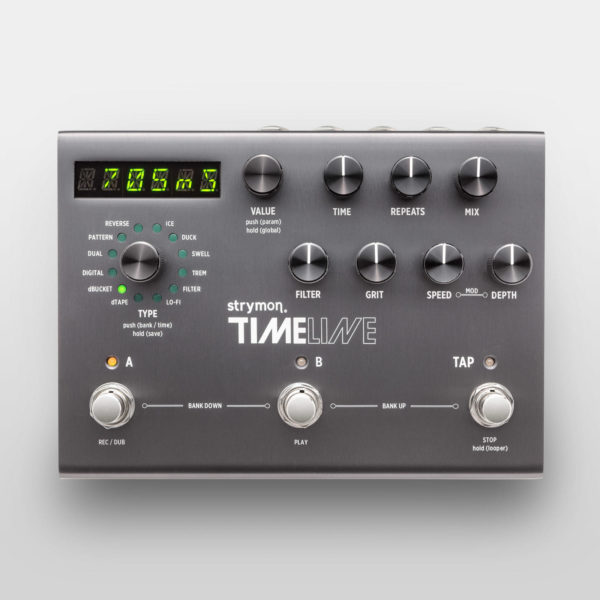 705mS
VALUE
push (param)
hold (global)
TIME
REPEATS
MIX
REVERSE
ICE
PATTERN
DUCK
DUAL
SWELL
DIGITAL
TREM
dBUCKET
FILTER
dTAPE
LO-FI
TYPE
push (bank / time)
hold (save)
FILTER
GRIT
SPEED
MOD
DEPTH
strymon.
TIMELINE
A
B
TAP
BANK DOWN
BANK UP
REC / DUB
PLAY
STOP
hold (looper)